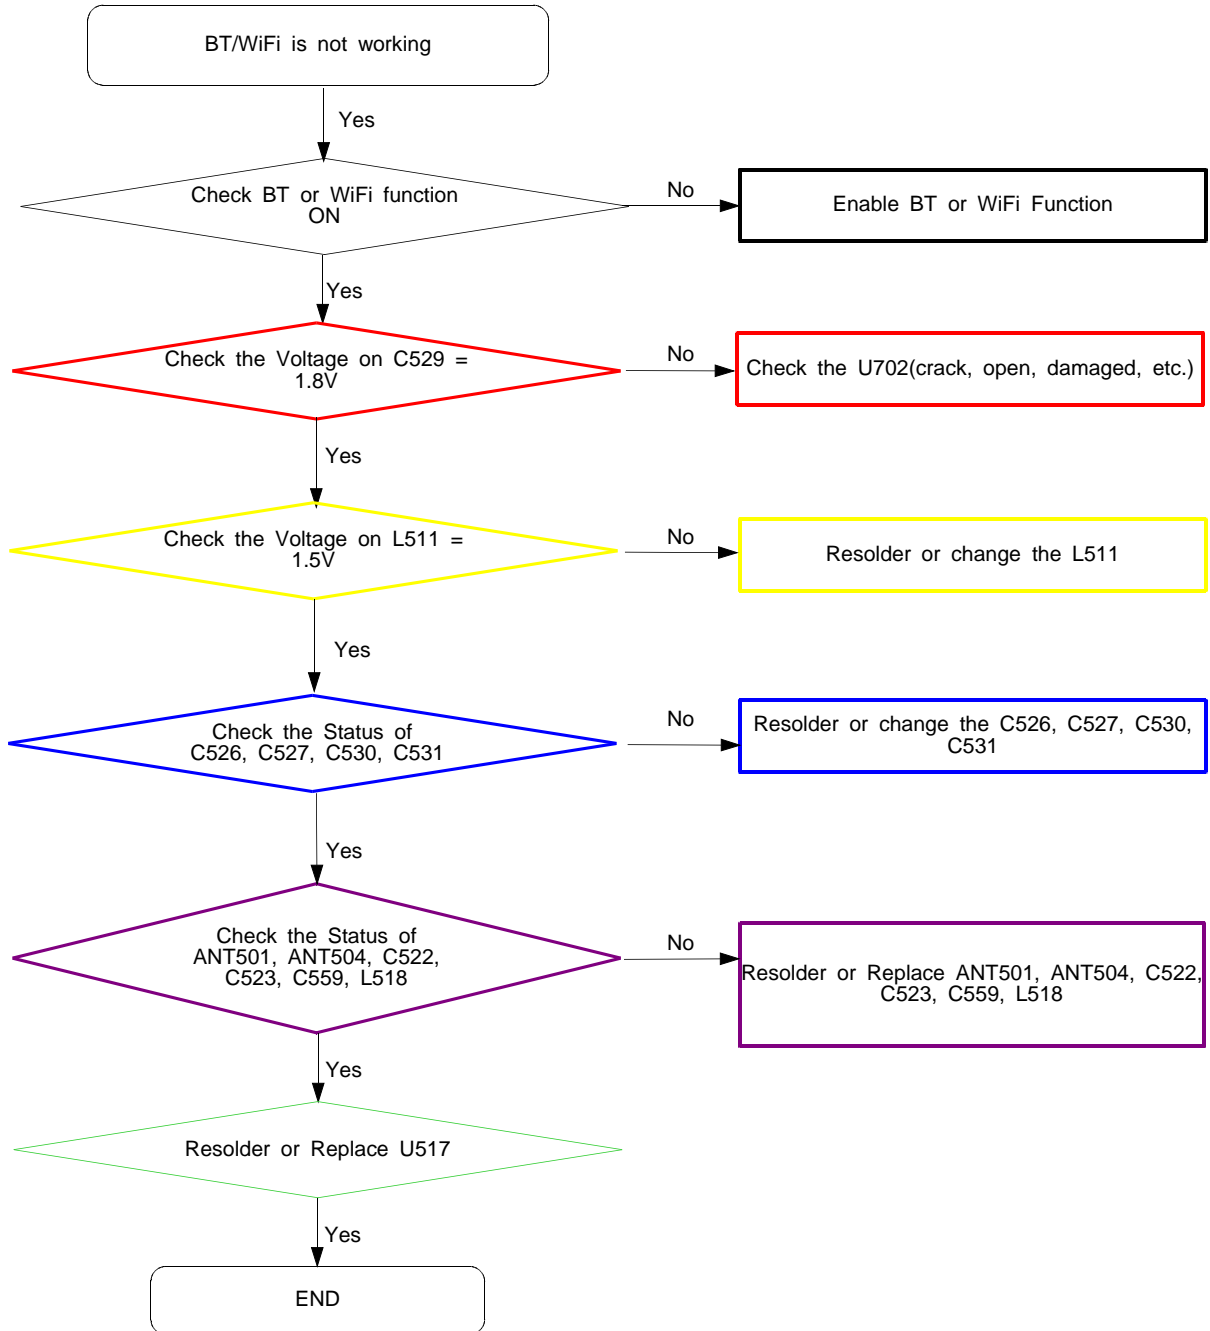 BT/WiFi is not working
Yes
Check BT or WiFi function
ON
No
Enable BT or WiFi Function
Yes
Check the Voltage on C529 =
1.8V
No
Check the U702(crack, open, damaged, etc.)
Yes
Check the Voltage on L511 =
1.5V
No
Resolder or change the L511
Yes
Check the Status of
C526, C527, C530, C531
No
Resolder or change the C526, C527, C530,
C531
Yes
Check the Status of
ANT501, ANT504, C522,
C523, C559, L518
No
Resolder or Replace ANT501, ANT504, C522,
C523, C559, L518
Yes
Resolder or Replace U517
Yes
END